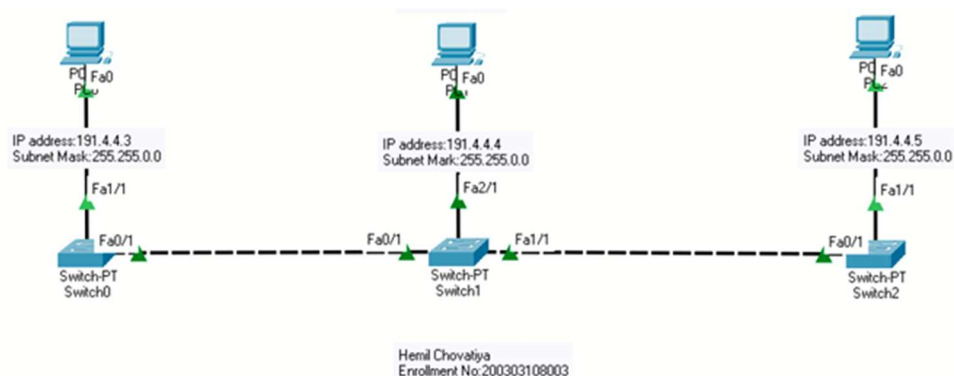 Fa0
Fa0
Fa0
IP address:191.4.4.3
Subnet Mask:255.255.0.0
IP address:191.4.4.4
Subnet Mark:255.255.0.0
IP address:191.4.4.5
Subnet Mask:255.255.0.0
Fa1/1
Fa2/1
Fa1/1
Fa0/1
Fa0/1
Fa1/1
Fa0/1
Switch-PT
Switch0
Switch-PT
Switch1
Switch-PT
Switch2
Hemil Chovatiya
Enrollment No:200303108003